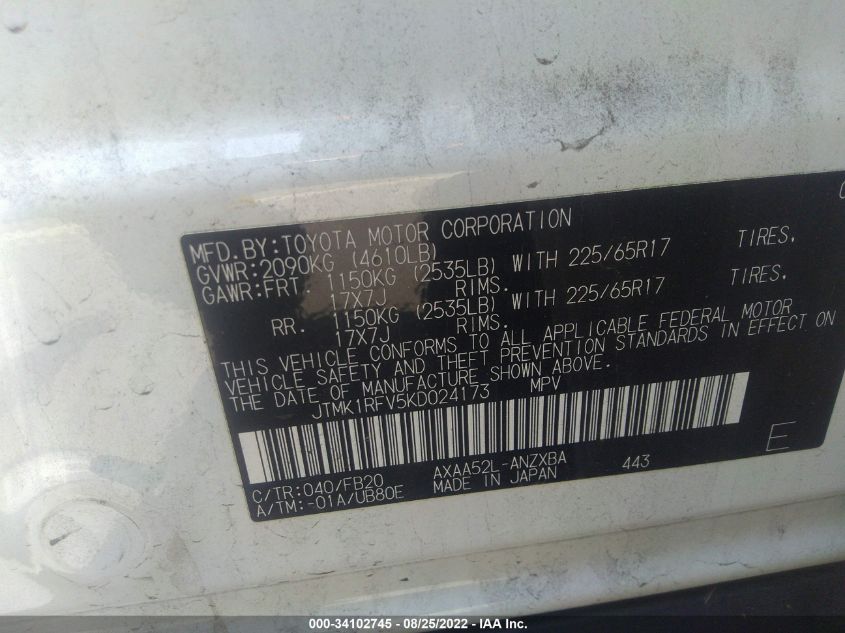 MFD.BY:TOYOTA MOTOR CORPORATION
GVWR:2090KG (4610LB)
GAWR:FRT 1150KG (2535LB) WITH 225/65R17 TIRES,
17X7J RIMS.
RR. 1150KG (2535LB) WITH 225/65R17 TIRES,
17X7J RIMS.
THIS VEHICLE CONFORMS TO ALL APPLICABLE FEDERAL MOTOR
VEHICLE SAFETY AND THEFT PREVENTION STANDARDS IN EFFECT ON
THE DATE OF MANUFACTURE SHOWN ABOVE.
JTMK1RFV5KD024173 MPV
E
C/TR:040/FB20 AXAA52L-ANZXBA 443
A/TM:-01A/UB80E MADE IN JAPAN
000-34102745 - 08/25/2022 - IAA Inc.